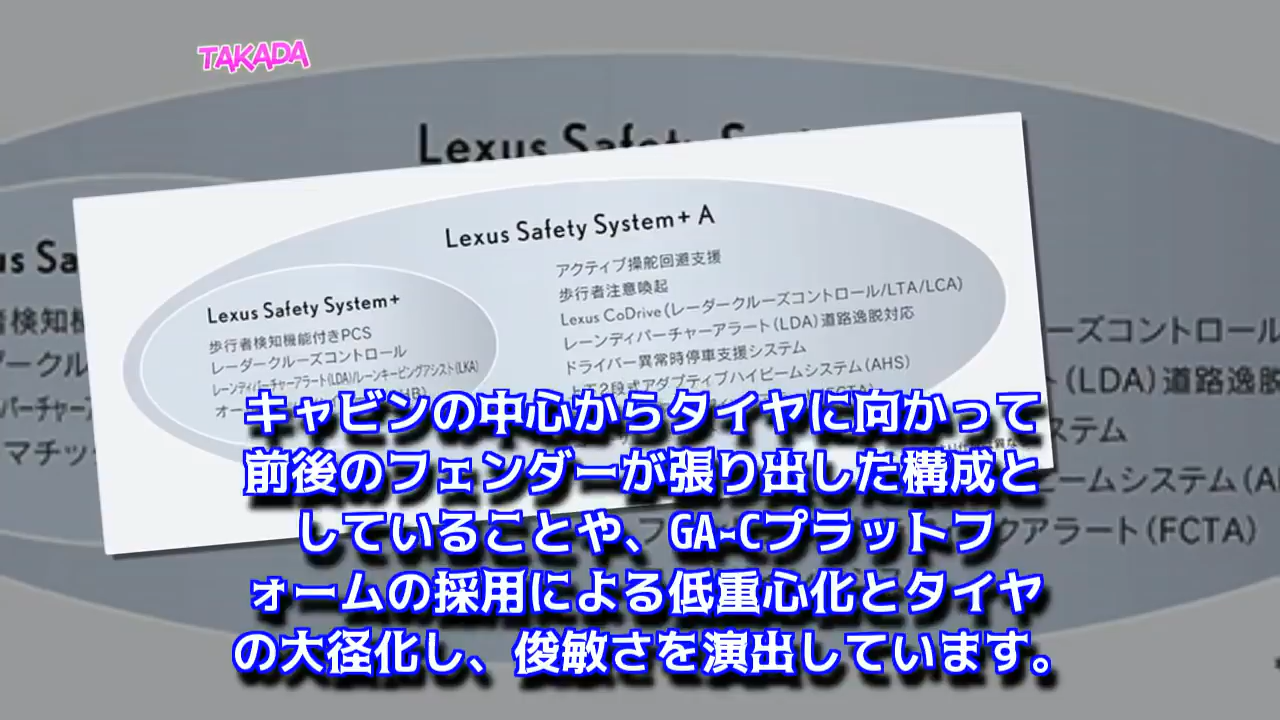 TAKADA
Lexus Safety
us Sa
Lexus Safety System+ A
アクティブ操舵回避支援
歩行者注意喚起
Lexus CoDrive(レーダークルーズコントロール/LTA/LCA)
レーンディパーチャーアラート(LDA)道路逸脱対応
ドライバー異常時停車支援システム
上下2段式アダプティブハイビームシステム(AHS)
Lexus Safety System+
歩行者検知機能付きPCS
レーダークルーズコントロール
レーンディパーチャーアラート(LDA)/レーンキーピングアシスト(LKA)
キャビンの中心からタイヤに向かって
前後のフェンダーが張り出した構成と
していることや、GA-Cプラットフ
ォームの採用による低重心化とタイヤ
の大径化し、俊敏さを演出しています。
ーズコントロール
(LDA)道路逸脱
ステム
ームシステム(A
クアラート(FCTA)